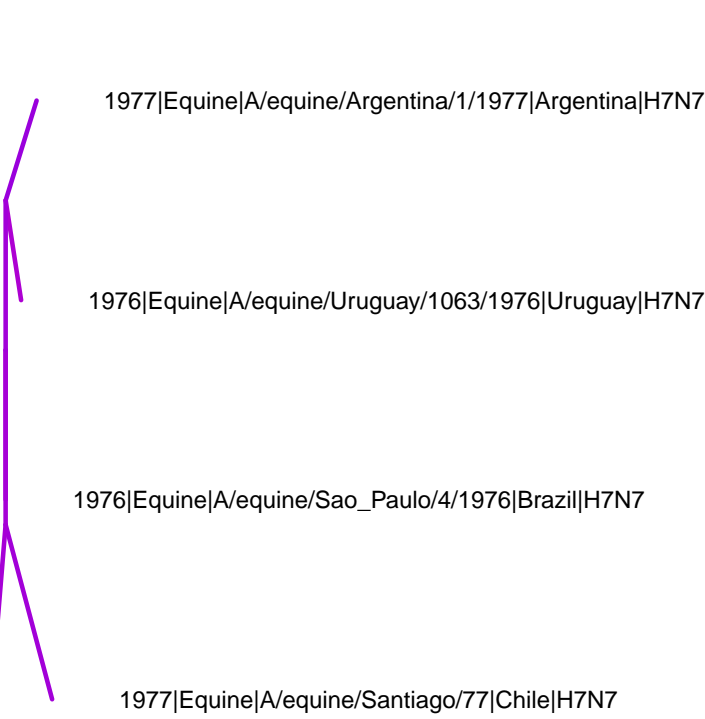 1977|Equine|A/equine/Argentina/1/1977|Argentina|H7N7
1976|Equine|A/equine/Uruguay/1063/1976|Uruguay|H7N7
1976|Equine|A/equine/Sao_Paulo/4/1976|Brazil|H7N7
1977|Equine|A/equine/Santiago/77|Chile|H7N7